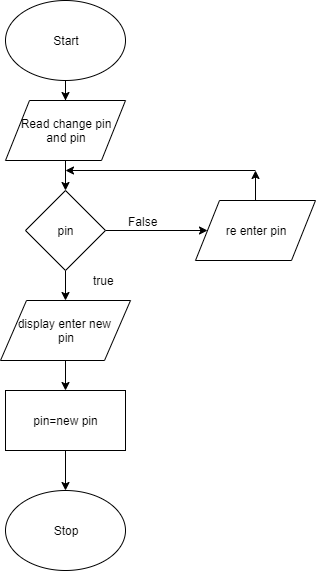 Start
Read change pin
and pin
pin
False
re enter pin
true
display enter new
pin
pin=new pin
Stop